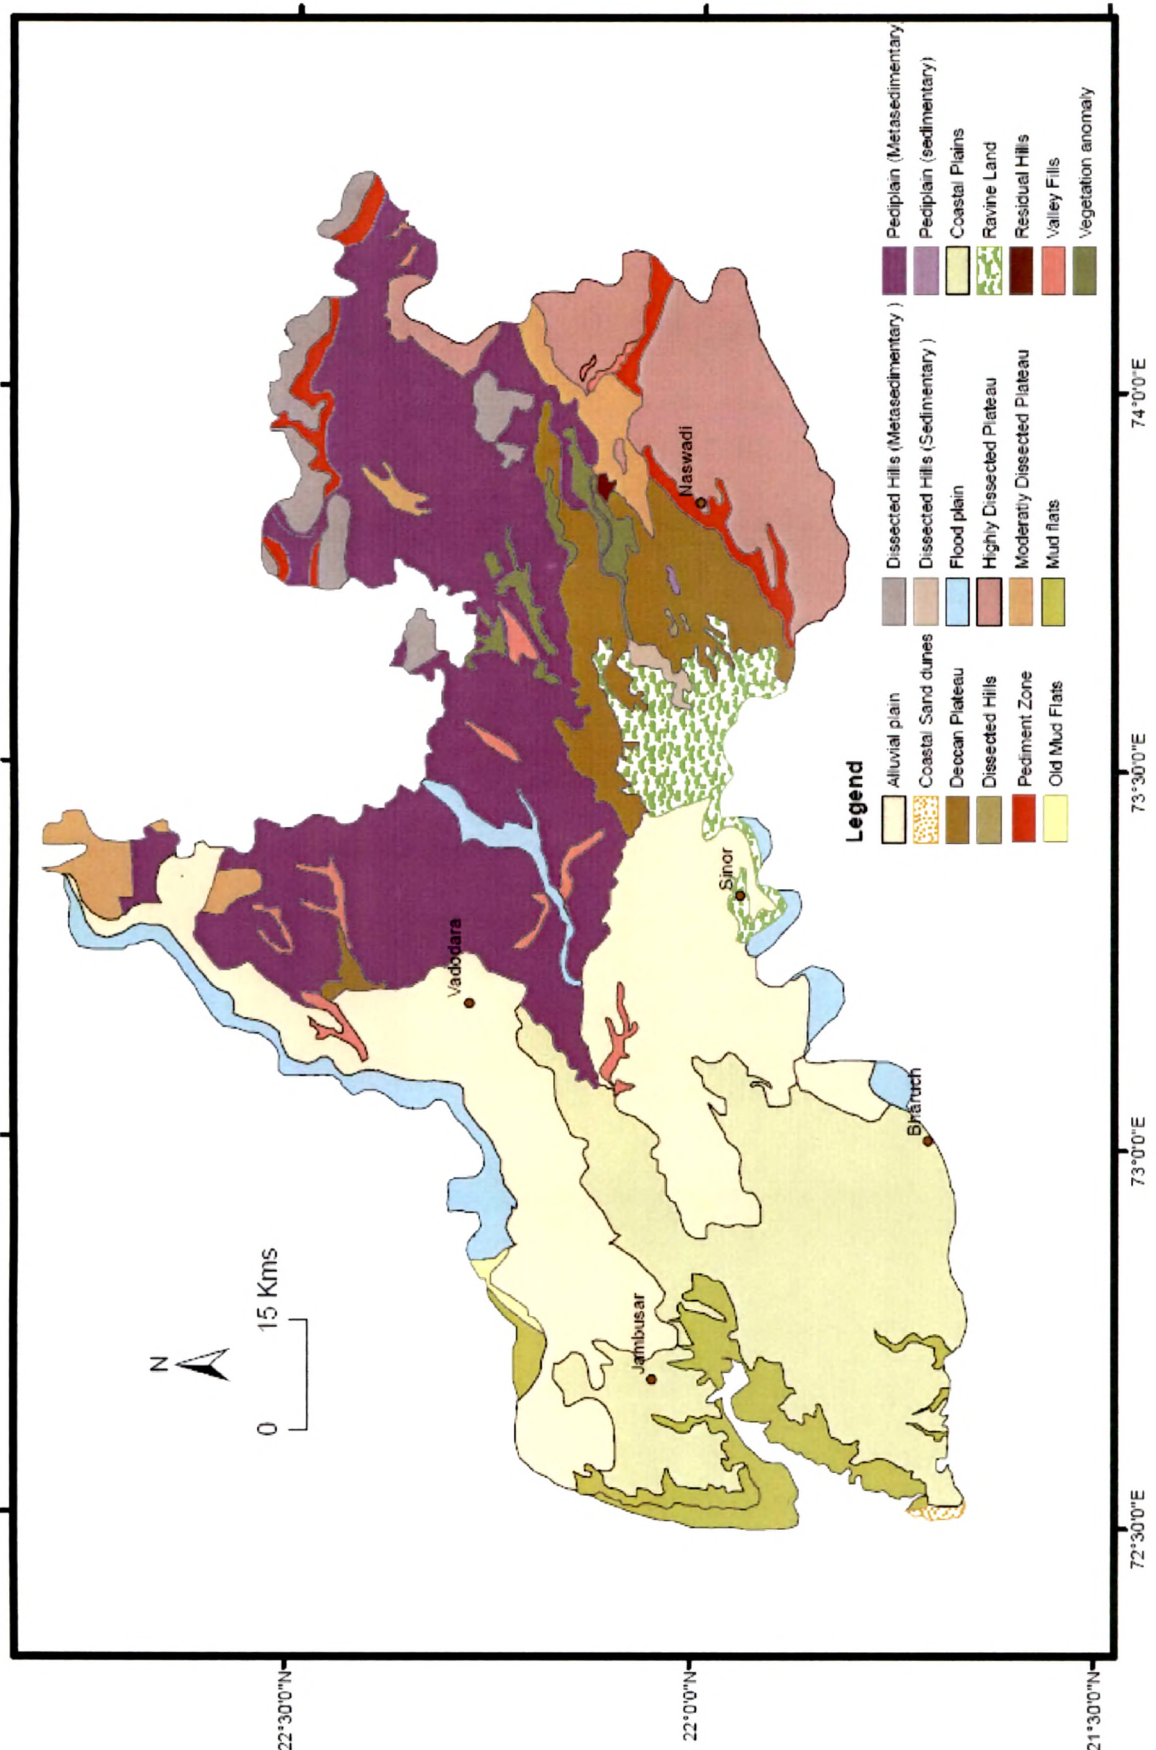 N
0 15 Kms
Vadodara
Jambusar
Sinor
Naswadi
Bharuch
Legend
Alluvial plain
Coastal Sand dunes
Deccan Plateau
Dissected Hills
Pediment Zone
Old Mud Flats
Dissected Hills (Metasedimentary )
Dissected Hills (Sedimentary )
Flood plain
Highly Dissected Plateau
Moderatly Dissected Plateau
Mud flats
Pediplain (Metasedimentary)
Pediplain (sedimentary)
Coastal Plains
Ravine Land
Residual Hills
Valley Fills
Vegetation anomaly
22°30'0"N
22°0'0"N
21°30'0"N
72°30'0"E
73°0'0"E
73°30'0"E
74°0'0"E